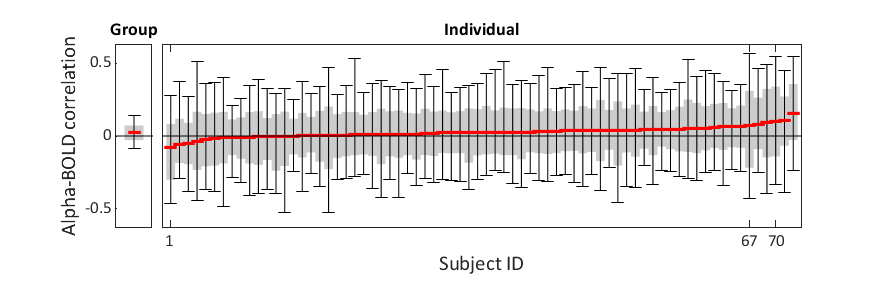 Group
Individual
Alpha-BOLD correlation
0.5
0
-0.5
1
67
70
Subject ID